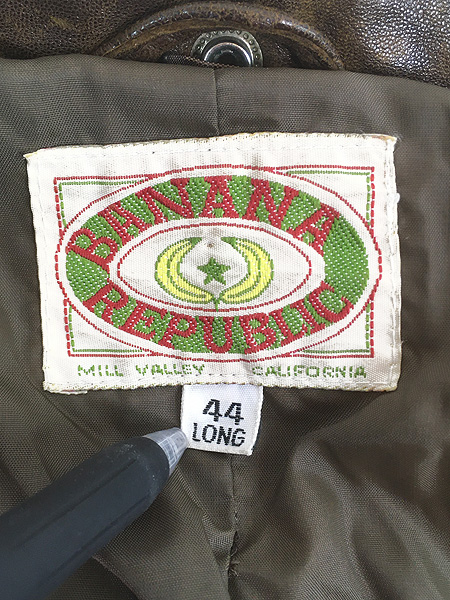 BANANA
REPUBLIC
MILL VALLEY CALIFORNIA
44
LONG